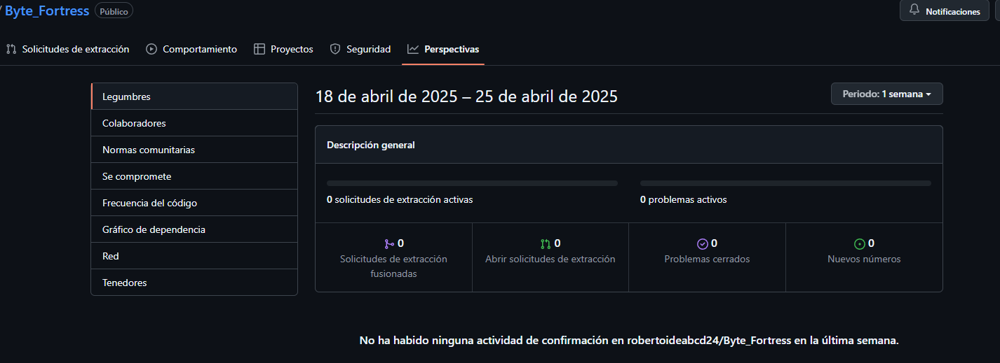 / Byte_Fortress Público
Notificaciones
Solicitudes de extracción Comportamiento Proyectos Seguridad Perspectivas
Legumbres
Colaboradores
Normas comunitarias
Se compromete
Frecuencia del código
Gráfico de dependencia
Red
Tenedores
18 de abril de 2025 – 25 de abril de 2025
Periodo: 1 semana
Descripción general
0 solicitudes de extracción activas
0 problemas activos
0
Solicitudes de extracción
fusionadas
0
Abrir solicitudes de extracción
0
Problemas cerrados
0
Nuevos números
No ha habido ninguna actividad de confirmación en robertoideabcd24/Byte_Fortress en la última semana.